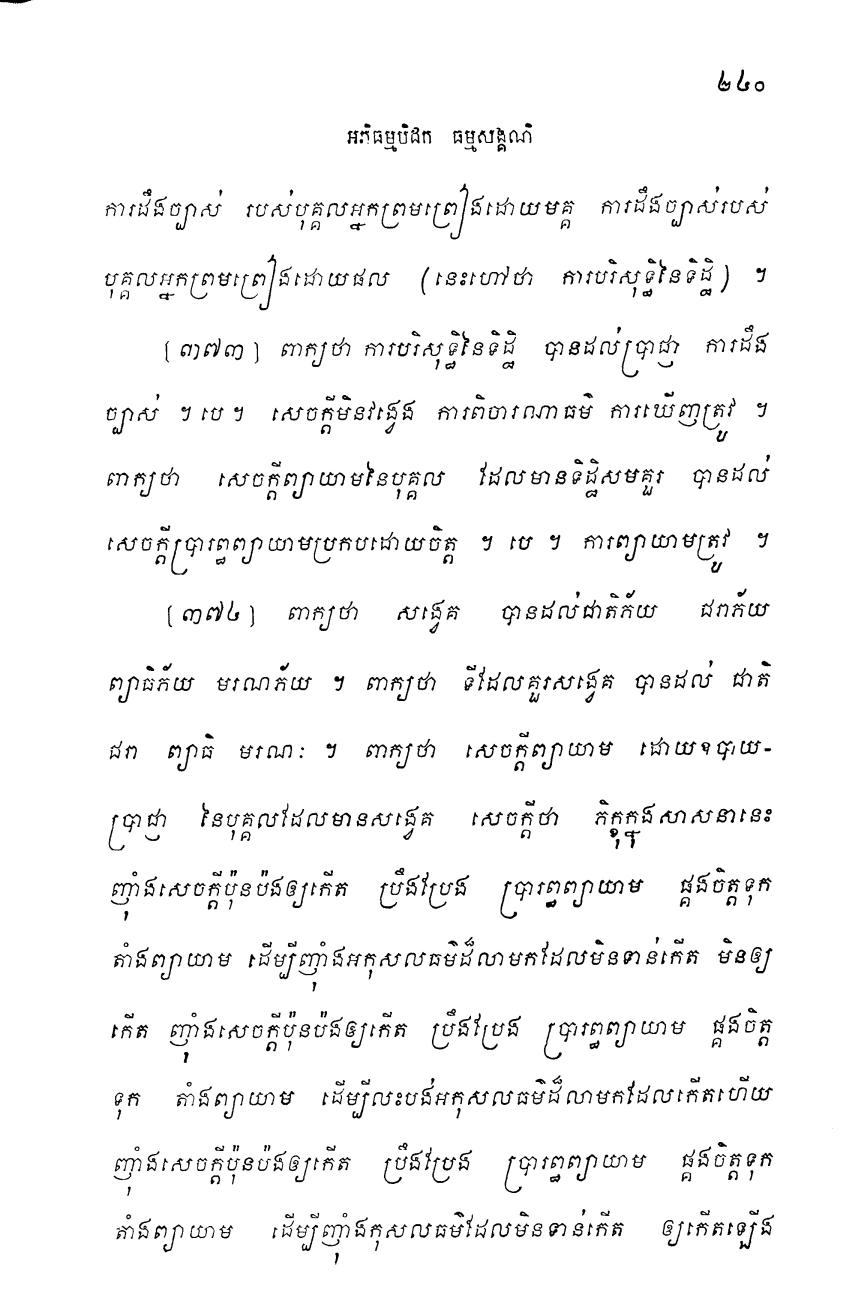 ២៤០
អភិធម្មបិដក ធម្មសង្គណិ
ការដឹងច្បាស់ របស់បុគ្គលអ្នកព្រមព្រៀងដោយមគ្គ ការដឹងច្បាស់របស់
បុគ្គលអ្នកព្រមព្រៀងដោយផល (នេះហៅថា ការបរិសុទ្ធិនៃទិដ្ឋិ) ។
[៣៧៣] ពាក្យថា ការបរិសុទ្ធិនៃទិដ្ឋិ បានដល់ប្រាជ្ញា ការដឹង
ច្បាស់ ។ បេ ។ សេចក្តីមិនវង្វេង ការពិចារណាធម៌ ការឃើញត្រូវ ។
ពាក្យថា សេចក្តីព្យាយាមនៃបុគ្គល ដែលមានទិដ្ឋិសមគួរ បានដល់
សេចក្តីប្រារឰព្យាយាមប្រកបដោយចិត្ត ។ បេ ។ ការព្យាយាមត្រូវ ។
[៣៧៤] ពាក្យថា សង្វេគ បានដល់ជាតិភ័យ ជរាភ័យ
ព្យាធិភ័យ មរណភ័យ ។ ពាក្យថា ទីដែលគួរសង្វេគ បានដល់ ជាតិ
ជរា ព្យាធិ មរណៈ ។ ពាក្យថា សេចក្តីព្យាយាម ដោយឧបាយ-
ប្រាជ្ញា នៃបុគ្គលដែលមានសង្វេគ សេចក្តីថា ភិក្ខុក្នុងសាសនានេះ
ញុំាងសេចក្តីប៉ុនប៉ងឲ្យកើត ប្រឹងប្រែង ប្រារព្ធព្យាយាម ផ្គងចិត្តទុក
តាំងព្យាយាម ដើម្បីញុំាងអកុសលធម៌ដ៏លាមកដែលមិនទាន់កើត មិនឲ្យ
កើត ញុំាងសេចក្តីប៉ុនប៉ងឲ្យកើត ប្រឹងប្រែង ប្រារព្ធព្យាយាម ផ្គងចិត្ត
ទុក តាំងព្យាយាម ដើម្បីលះបង់អកុសលធម៌ដ៏លាមកដែលកើតហើយ
ញុំាងសេចក្តីប៉ុនប៉ងឲ្យកើត ប្រឹងប្រែង ប្រារព្ធព្យាយាម ផ្គងចិត្តទុក
តាំងព្យាយាម ដើម្បីញុំាងកុសលធម៌ដែលមិនទាន់កើត ឲ្យកើតឡើង